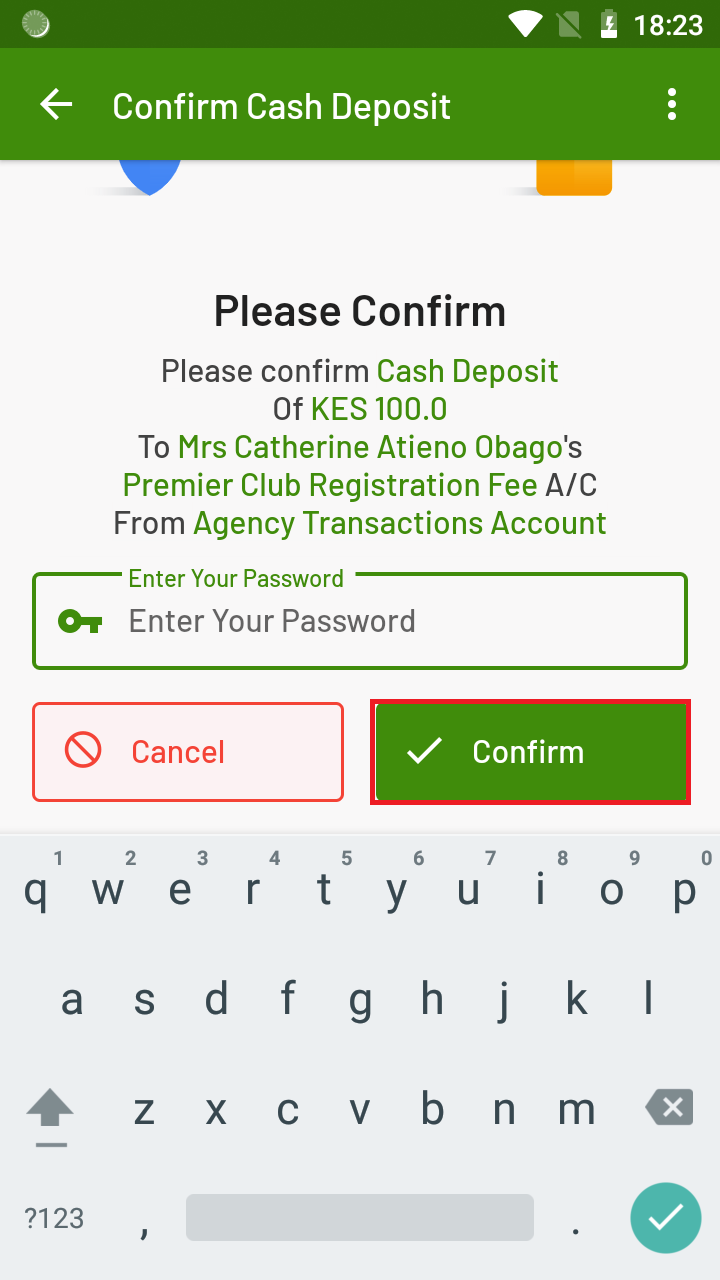 18:23
Confirm Cash Deposit
Please Confirm
Please confirm Cash Deposit
Of KES 100.0
To Mrs Catherine Atieno Obago's
Premier Club Registration Fee A/C
From Agency Transactions Account
Enter Your Password
Enter Your Password
Cancel
Confirm
1 2 3 4 5 6 7 8 9 0
q w e r t y u i o p
a s d f g h j k l
z x c v b n m
?123 , .